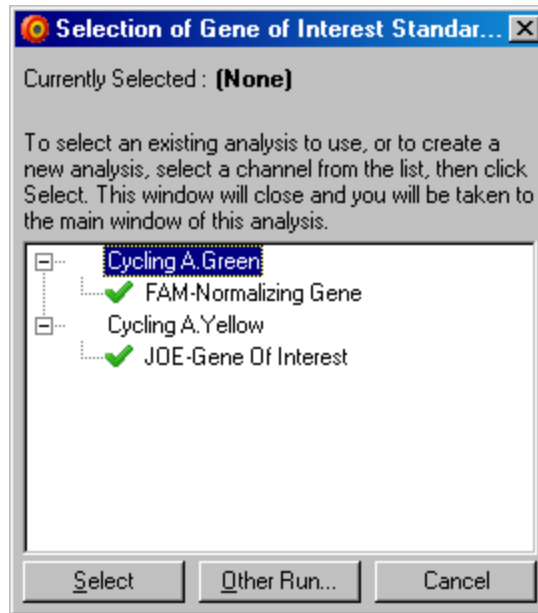 Selection of Gene of Interest Standar...
Currently Selected : (None)
To select an existing analysis to use, or to create a
new analysis, select a channel from the list, then click
Select. This window will close and you will be taken to
the main window of this analysis.
Cycling A.Green
FAM-Normalizing Gene
Cycling A.Yellow
JOE-Gene Of Interest
Select Other Run... Cancel